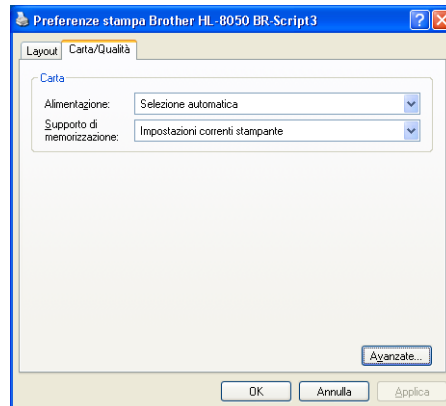 Preferenze stampa Brother HL-8050 BR-Script3
Layout Carta/Qualità
Carta
Alimentazione: Selezione automatica
Supporto di
memorizzazione: Impostazioni correnti stampante
Avanzate...
OK Annulla Applica